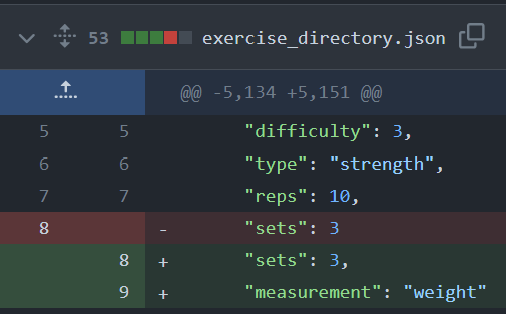 53 exercise_directory.json
@@ -5,134 +5,151 @@
5 5 "difficulty": 3,
6 6 "type": "strength",
7 7 "reps": 10,
8 - "sets": 3
8 + "sets": 3,
9 + "measurement": "weight"